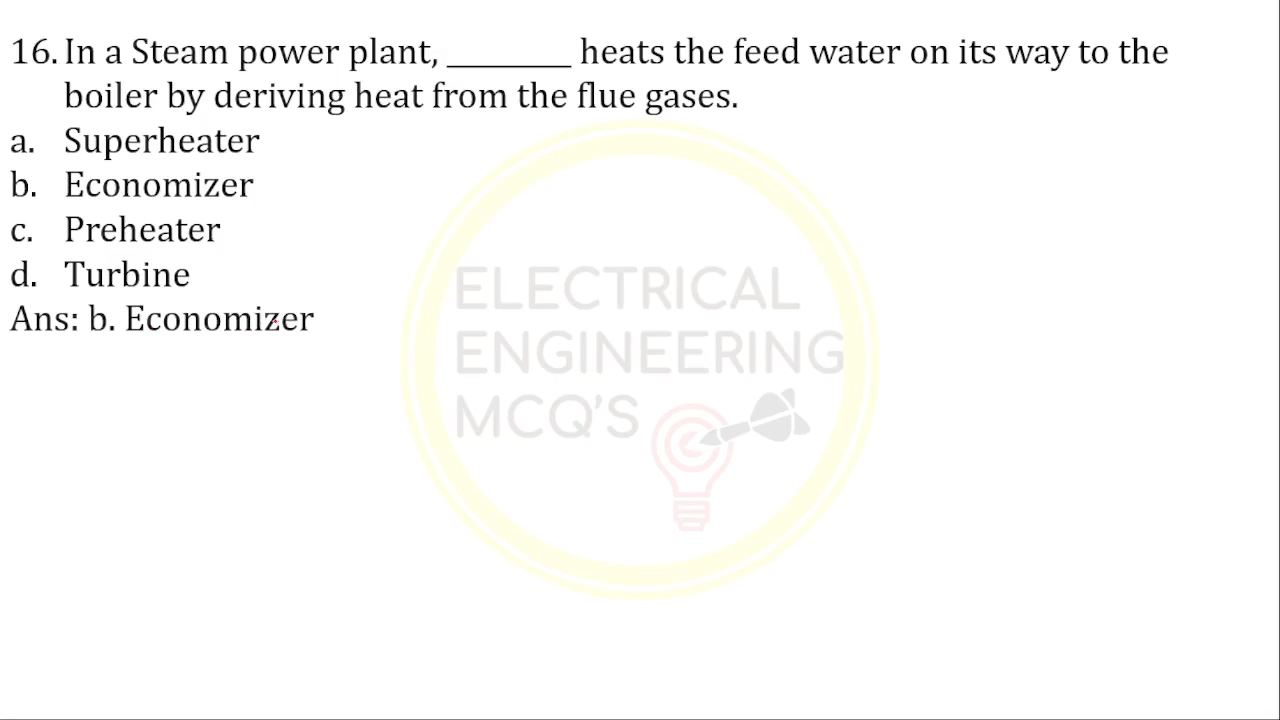 16. In a Steam power plant, _________ heats the feed water on its way to the
boiler by deriving heat from the flue gases.
a. Superheater
b. Economizer
c. Preheater
d. Turbine
Ans: b. Economizer
ELECTRICAL
ENGINEERING
MCQ'S